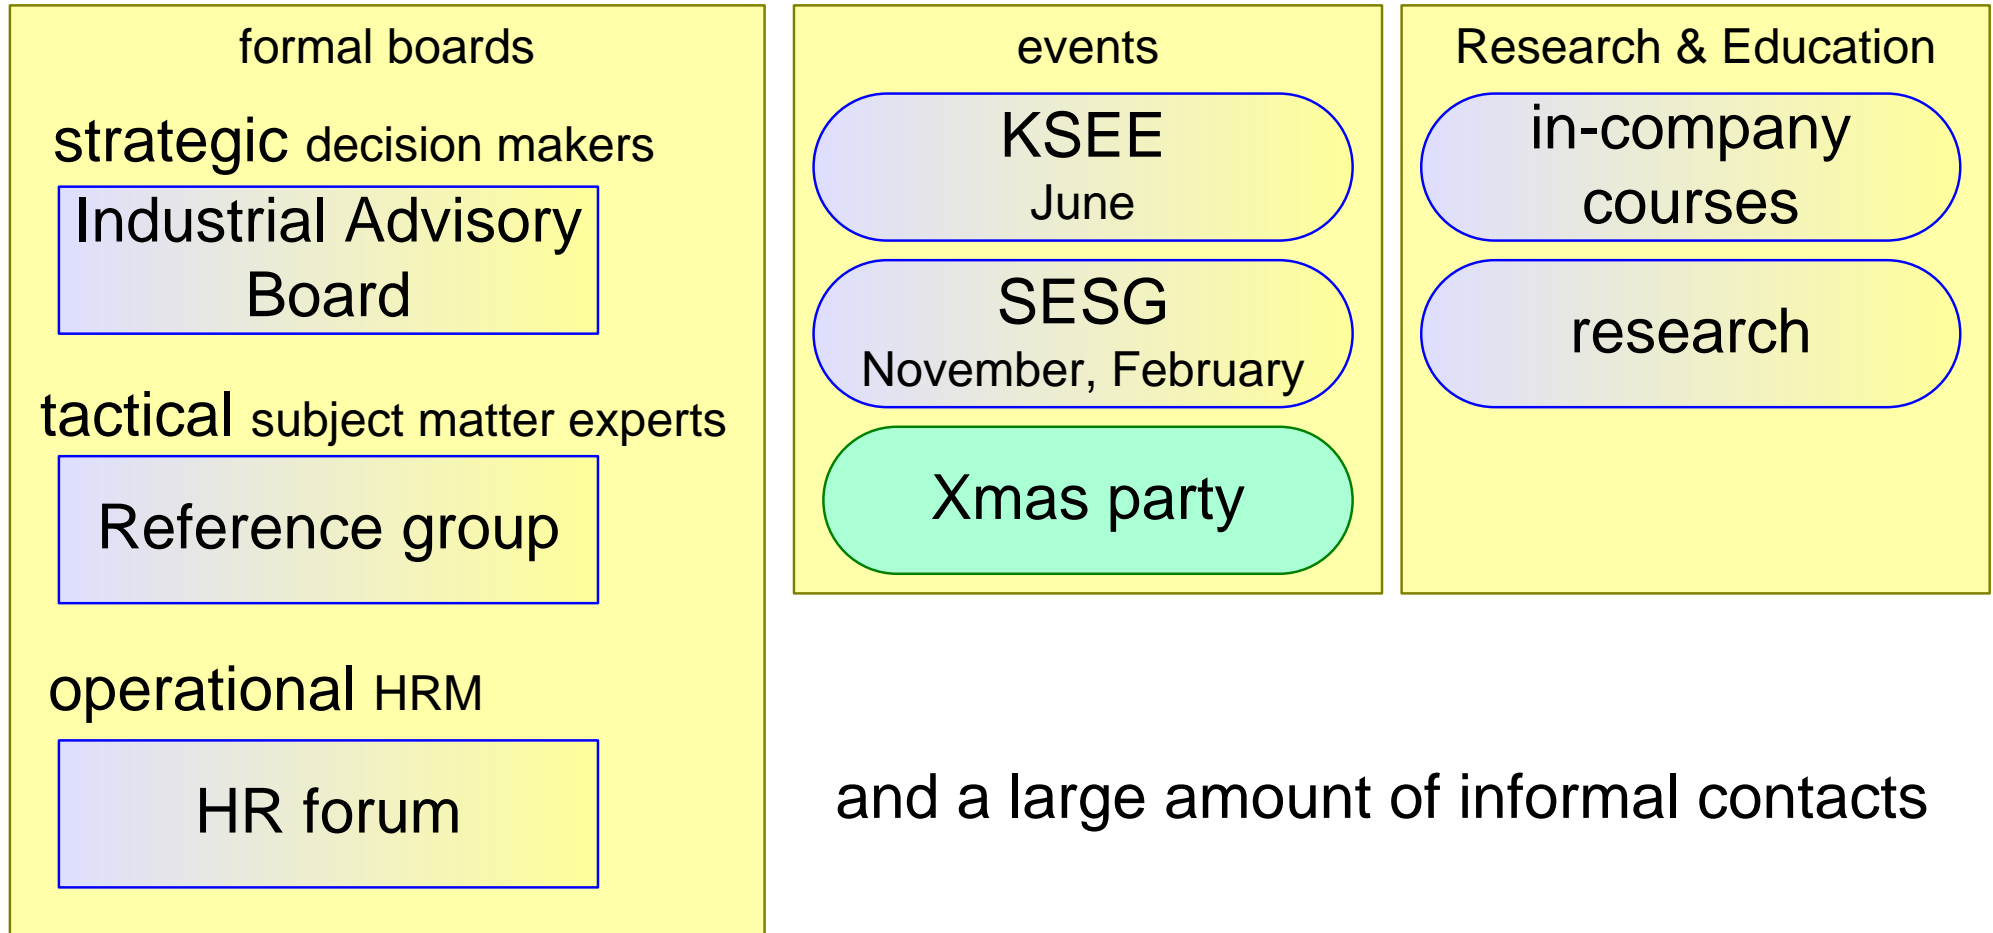 formal boards
strategic decision makers
Industrial Advisory
Board
tactical subject matter experts
Reference group
operational HRM
HR forum
events
KSEE
June
SESG
November, February
Xmas party
Research & Education
in-company
courses
research
and a large amount of informal contacts